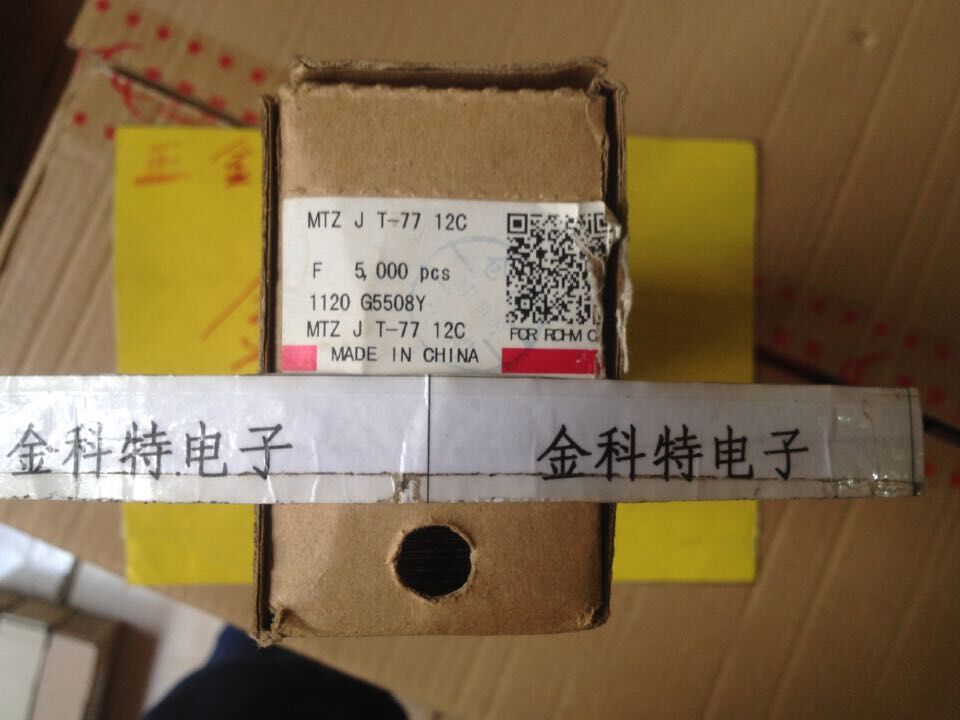 MTZ J T-77 12C
F 5,000 pcs
1120 G5508Y
MTZ J T-77 12C
FOR ROHM C
MADE IN CHINA
金科特电子 金科特电子